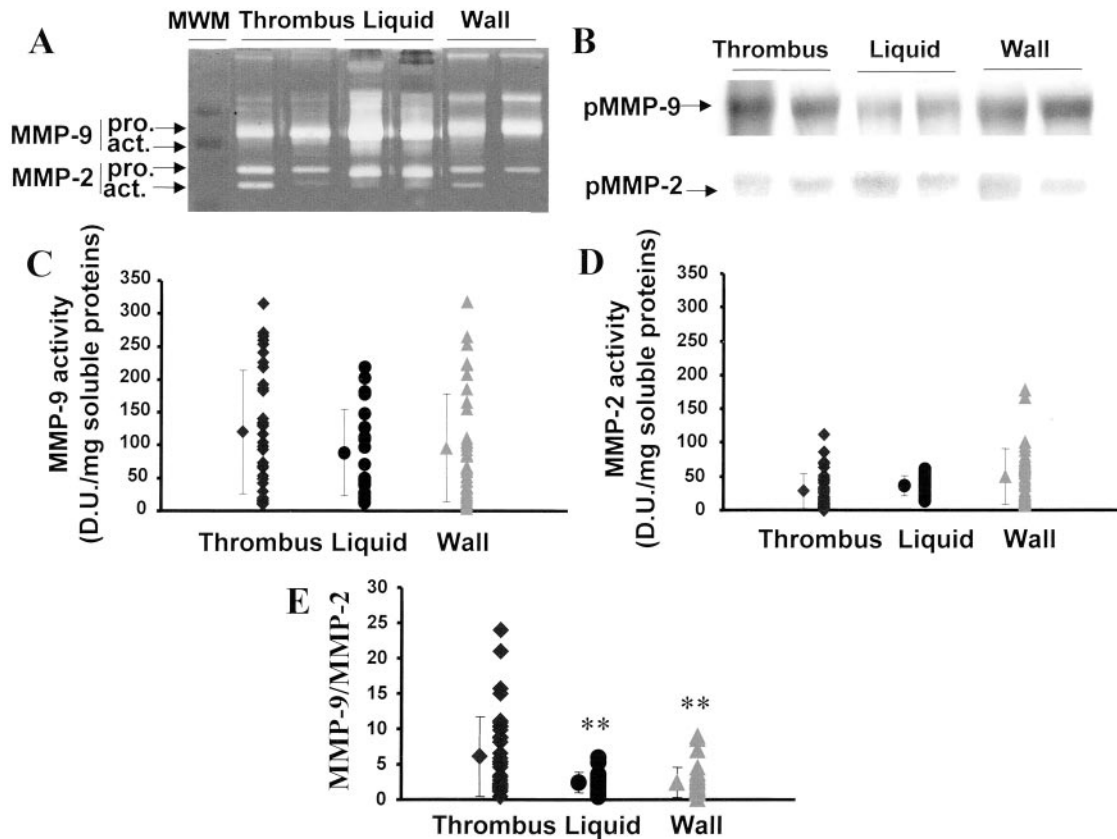 A
MWM Thrombus Liquid Wall
MMP-9 pro.
act.
MMP-2 pro.
act.
B
Thrombus Liquid Wall
pMMP-9
pMMP-2
C
MMP-9 activity
(D.U./mg soluble proteins)
350
300
250
200
150
100
50
0
Thrombus Liquid Wall
D
MMP-2 activity
(D.U./mg soluble proteins)
350
300
250
200
150
100
50
0
Thrombus Liquid Wall
E
MMP-9/MMP-2
30
25
20
15
10
5
0
** **
Thrombus Liquid Wall